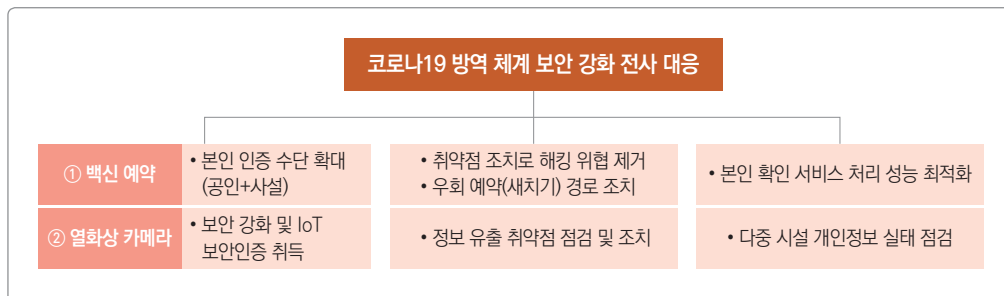 코로나19 방역 체계 보안 강화 전사 대응
① 백신 예약
• 본인 인증 수단 확대
(공인+사설)
• 취약점 조치로 해킹 위협 제거
• 우회 예약(새치기) 경로 조치
• 본인 확인 서비스 처리 성능 최적화
② 열화상 카메라
• 보안 강화 및 IoT
보안인증 취득
• 정보 유출 취약점 점검 및 조치
• 다중 시설 개인정보 실태 점검